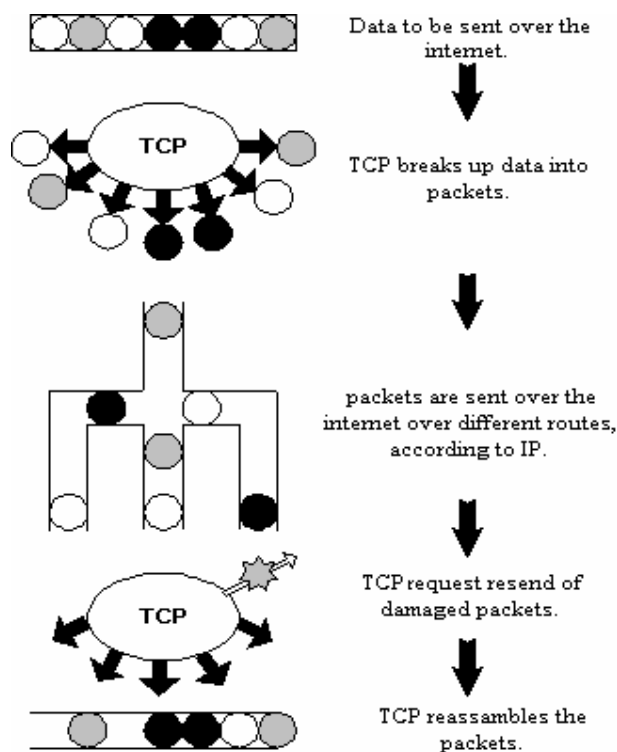 Data to be sent over the
internet.
TCP
TCP breaks up data into
packets.
packets are sent over the
internet over different routes,
according to IP.
TCP
TCP request resend of
damaged packets.
TCP reassambles the
packets.